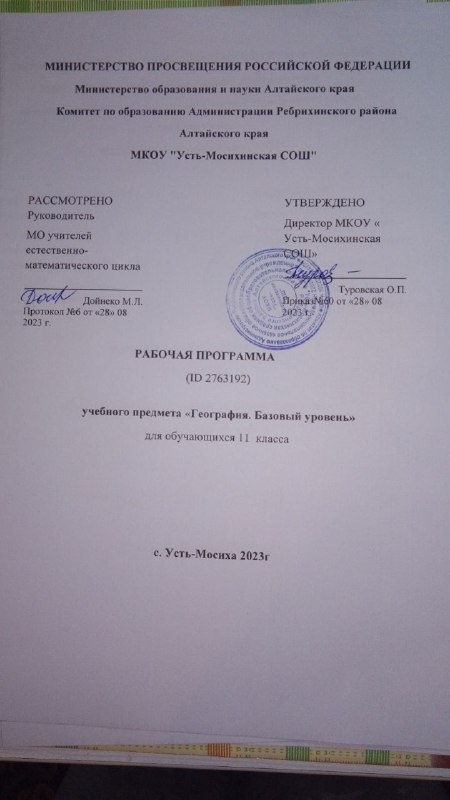 МИНИСТЕРСТВО ПРОСВЕЩЕНИЯ РОССИЙСКОЙ ФЕДЕРАЦИИ
Министерство образования и науки Алтайского края
Комитет по образованию Администрации Ребрихинского района
Алтайского края
МКОУ "Усть-Мосихинская СОШ"
РАССМОТРЕНО
Руководитель
МО учителей
естественно-
математического цикла
Дойнеко М.Л.
Протокол №6 от «28» 08
2023 г.
УТВЕРЖДЕНО
Директор МКОУ «
Усть-Мосихинская
СОШ»
Туровская О.П.
Приказ №60 от «28» 08
2023 г.
РАБОЧАЯ ПРОГРАММА
(ID 2763192)
учебного предмета «География. Базовый уровень»
для обучающихся 11 класса
с. Усть-Мосиха 2023г